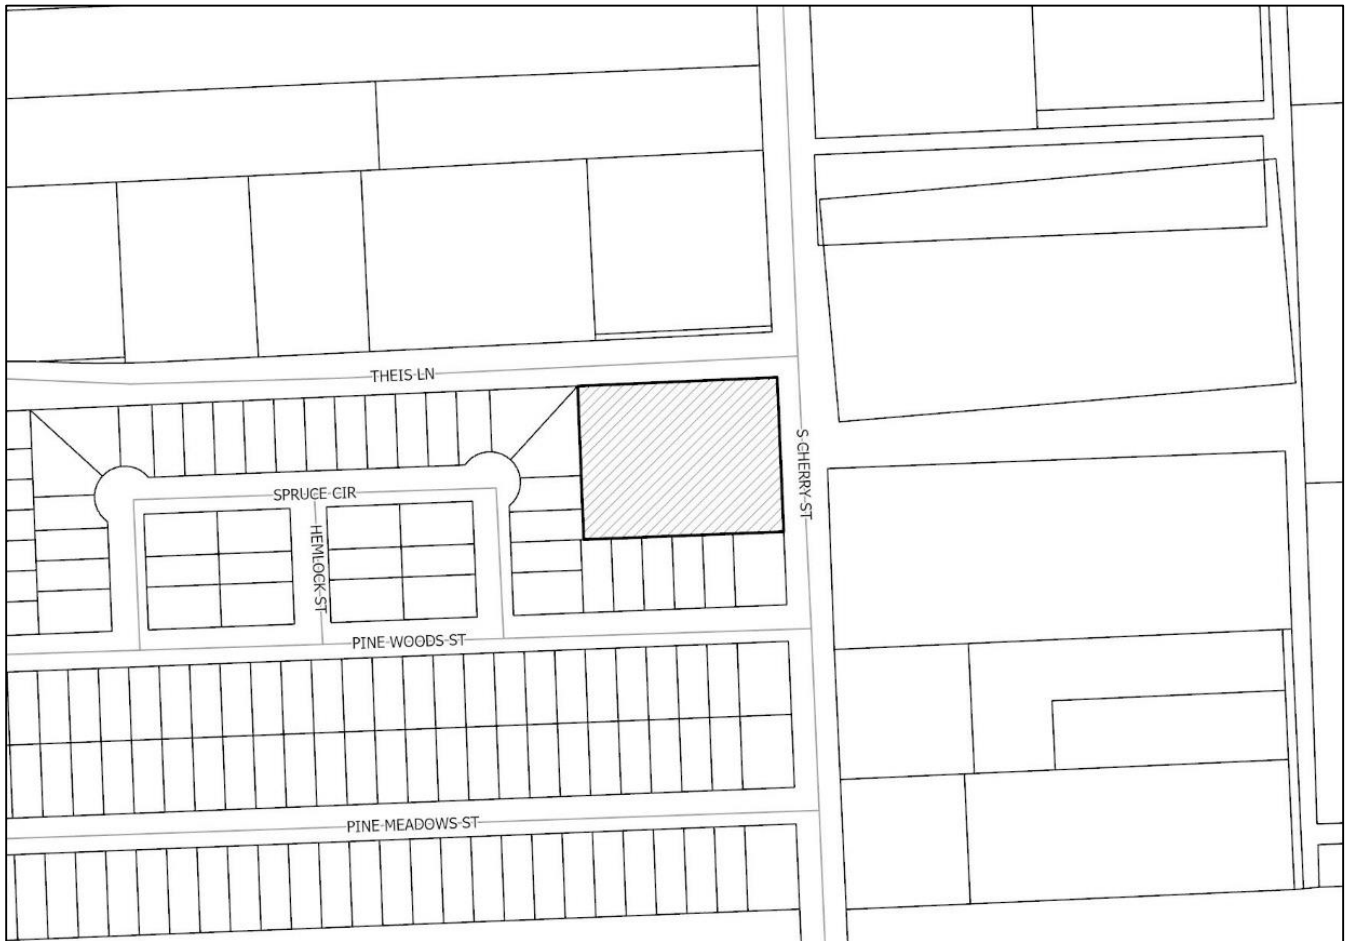 THEIS LN
S CHERRY ST
SPRUCE CIR
HEMLOCK ST
PINE WOODS ST
PINE MEADOWS ST